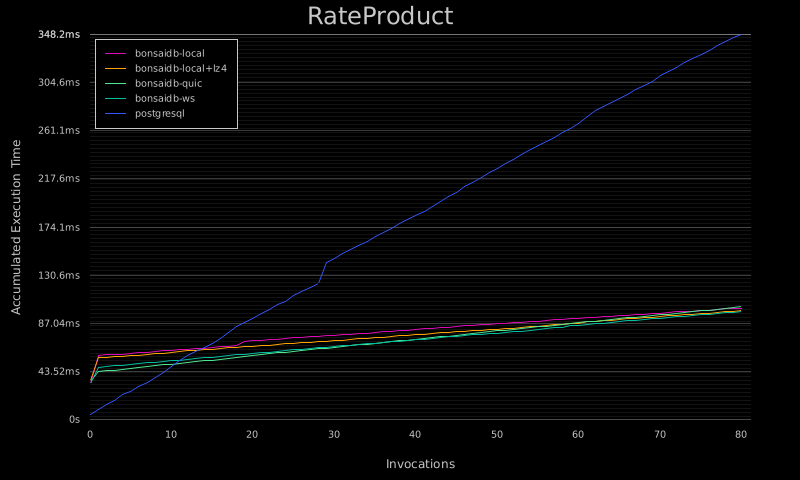 RateProduct
348.2ms
304.6ms
261.1ms
217.6ms
174.1ms
130.6ms
87.04ms
43.52ms
0s
Accumulated Execution Time
bonsaidb-local
bonsaidb-local+lz4
bonsaidb-quic
bonsaidb-ws
postgresql
0 10 20 30 40 50 60 70 80
Invocations